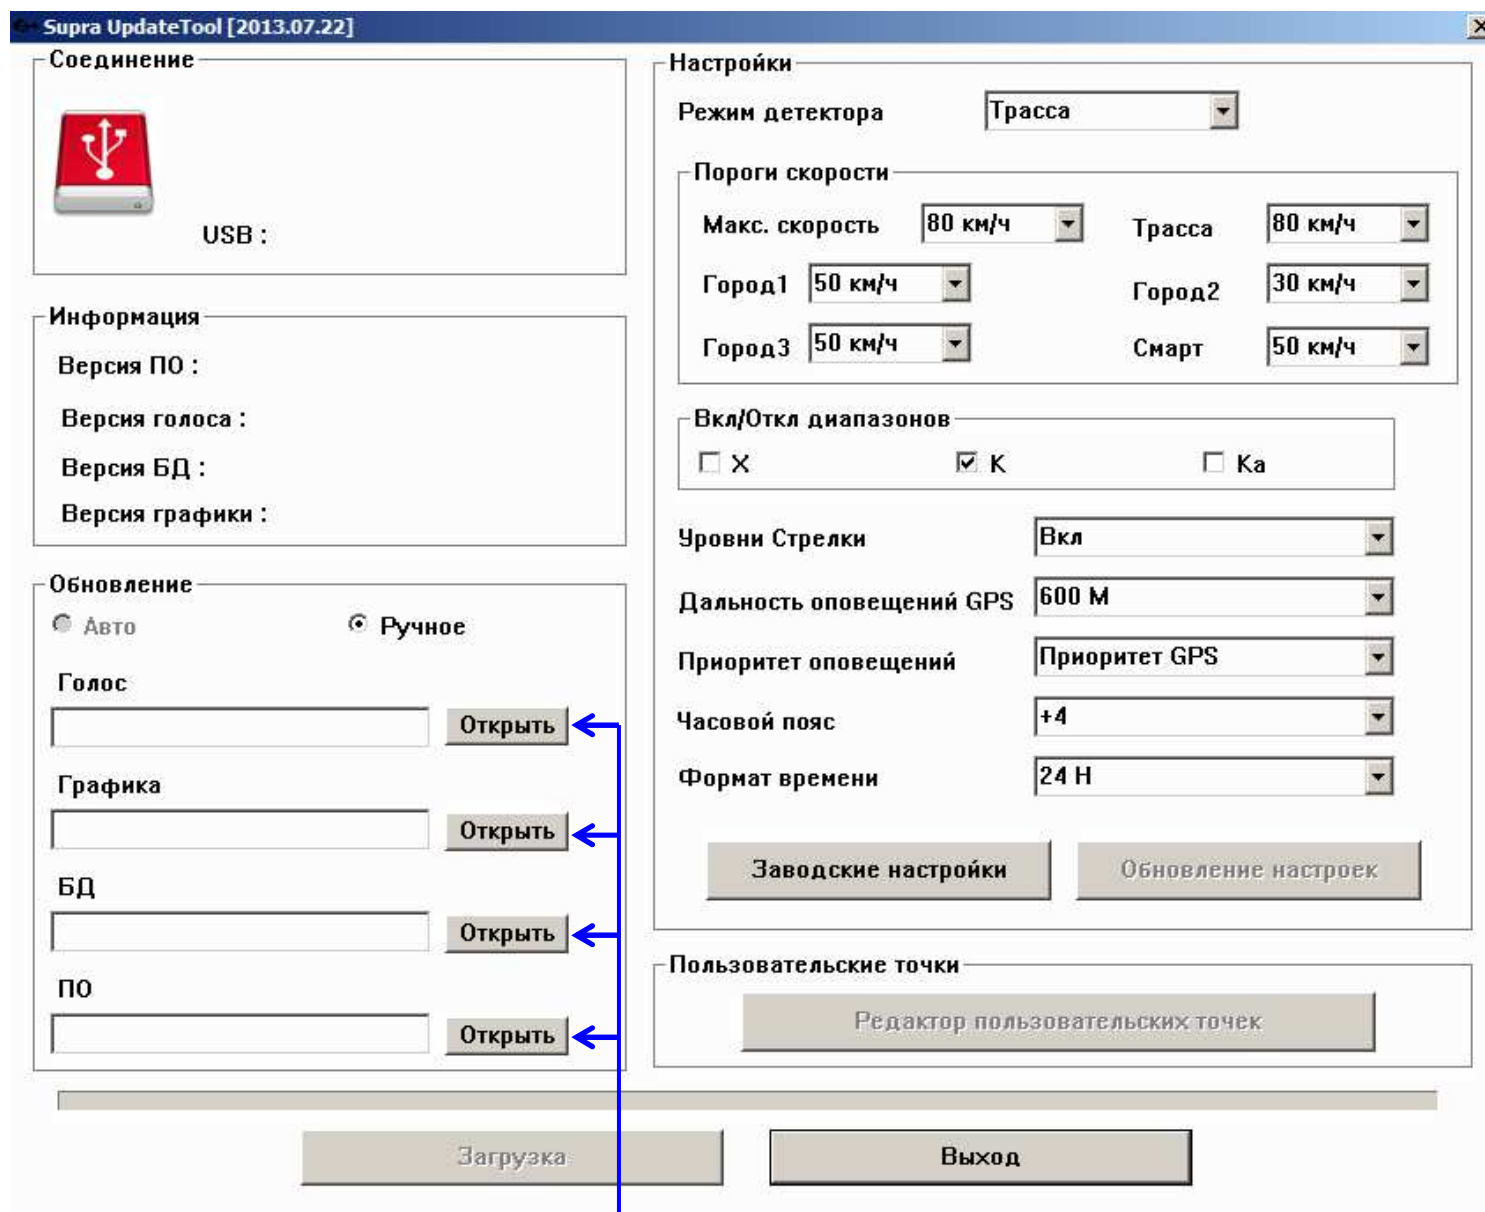 Supra UpdateTool [2013.07.22]
Соединение
USB :
Информация
Версия ПО :
Версия голоса :
Версия БД :
Версия графики :
Обновление
Авто
Ручное
Голос
Открыть
Графика
Открыть
БД
Открыть
ПО
Открыть
Настройки
Режим детектора Трасса
Пороги скорости
Макс. скорость 80 км/ч Трасса 80 км/ч
Город1 50 км/ч Город2 30 км/ч
Город3 50 км/ч Смарт 50 км/ч
Вкл/Откл диапазонов
X K Ka
Уровни Стрелки Вкл
Дальность оповещений GPS 600 М
Приоритет оповещений Приоритет GPS
Часовой пояс +4
Формат времени 24 Н
Заводские настройки Обновление настроек
Пользовательские точки
Редактор пользовательских точек
Загрузка Выход